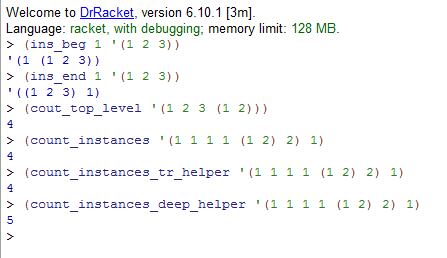 Welcome to DrRacket, version 6.10.1 [3m].
Language: racket, with debugging; memory limit: 128 MB.
> (ins_beg 1 '(1 2 3))
'(1 (1 2 3))
> (ins_end 1 '(1 2 3))
'((1 2 3) 1)
> (cout_top_level '(1 2 3 (1 2)))
4
> (count_instances '(1 1 1 1 (1 2) 2) 1)
4
> (count_instances_tr_helper '(1 1 1 1 (1 2) 2) 1)
4
> (count_instances_deep_helper '(1 1 1 1 (1 2) 2) 1)
5
>